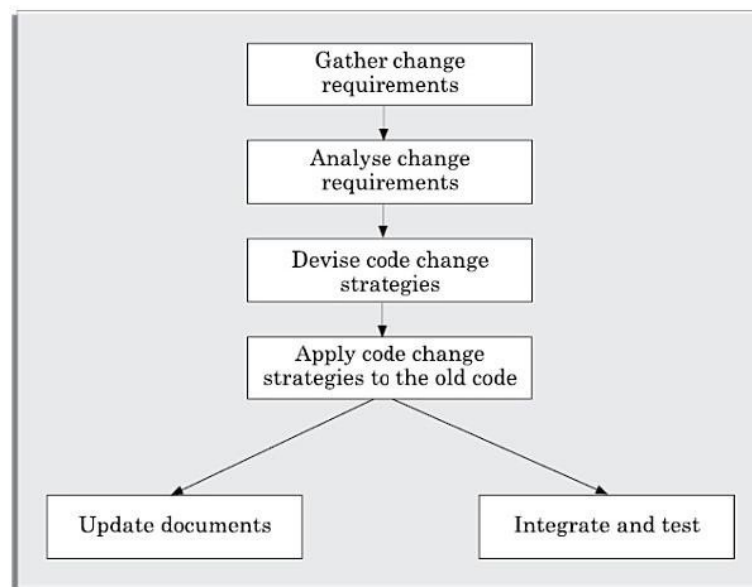 Gather change
requirements
Analyse change
requirements
Devise code change
strategies
Apply code change
strategies to the old code
Update documents
Integrate and test